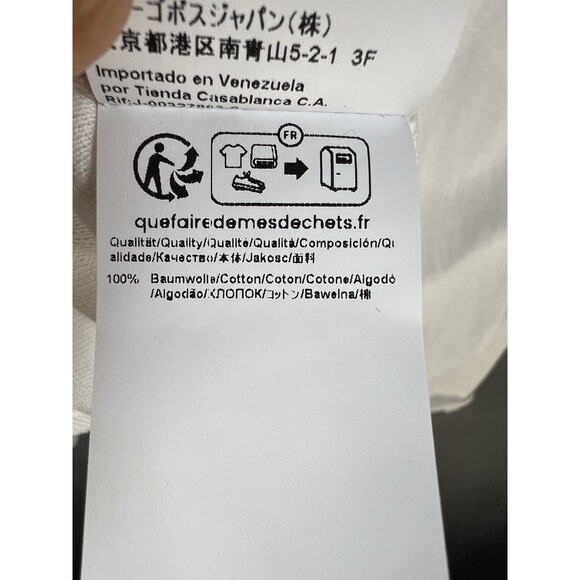 ーゴボスジャパン(株)
京都港区南青山5-2-1 3F
Importado en Venezuela
por Tienda Casablanca C.A.
FR
quefairedemesdechets.fr
Qualität/Quality/Qualité/Qualità/Composición/Qu
alidade/Качество/本体/Jakosc/面料
100% Baumwolle/Cotton/Coton/Cotone/Algodó
/Algodão/ХЛОПОК/コットン/Bawelna/棉